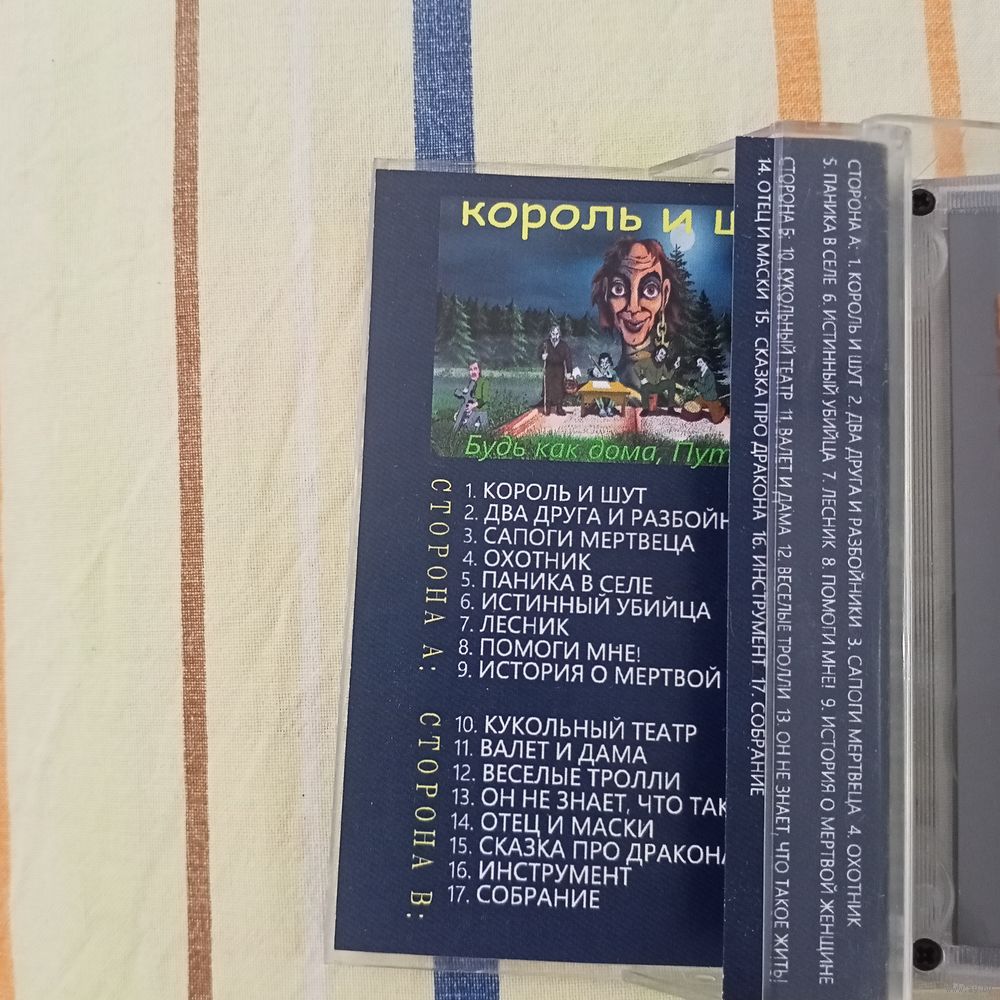 король и ш
Будь как дома, Пут
СТОРОНА А:
1. КОРОЛЬ И ШУТ
2. ДВА ДРУГА И РАЗБОЙН
3. САПОГИ МЕРТВЕЦА
4. ОХОТНИК
5. ПАНИКА В СЕЛЕ
6. ИСТИННЫЙ УБИЙЦА
7. ЛЕСНИК
8. ПОМОГИ МНЕ!
9. ИСТОРИЯ О МЕРТВОЙ
СТОРОНА В:
10. КУКОЛЬНЫЙ ТЕАТР
11. ВАЛЕТ И ДАМА
12. ВЕСЕЛЫЕ ТРОЛЛИ
13. ОН НЕ ЗНАЕТ, ЧТО ТАК
14. ОТЕЦ И МАСКИ
15. СКАЗКА ПРО ДРАКОНА
16. ИНСТРУМЕНТ
17. СОБРАНИЕ
СТОРОНА А: 1. КОРОЛЬ И ШУТ 2. ДВА ДРУГА И РАЗБОЙНИКИ 3. САПОГИ МЕРТВЕЦА 4. ОХОТНИК
5. ПАНИКА В СЕЛЕ 6. ИСТИННЫЙ УБИЙЦА 7. ЛЕСНИК 8. ПОМОГИ МНЕ! 9. ИСТОРИЯ О МЕРТВОЙ ЖЕНЩИНЕ
СТОРОНА Б: 10. КУКОЛЬНЫЙ ТЕАТР 11. ВАЛЕТ И ДАМА 12. ВЕСЕЛЫЕ ТРОЛЛИ 13. ОН НЕ ЗНАЕТ, ЧТО ТАКОЕ ЖИТЬ!
14. ОТЕЦ И МАСКИ 15. СКАЗКА ПРО ДРАКОНА 16. ИНСТРУМЕНТ 17. СОБРАНИЕ